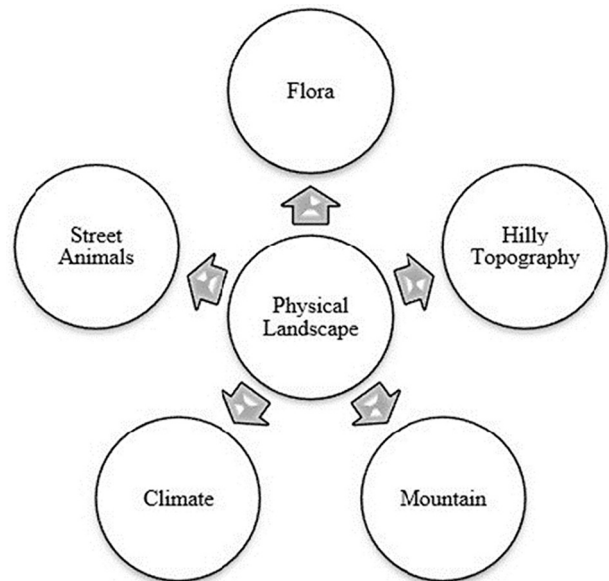 Flora
Street
Animals
Hilly
Topography
Physical
Landscape
Climate
Mountain